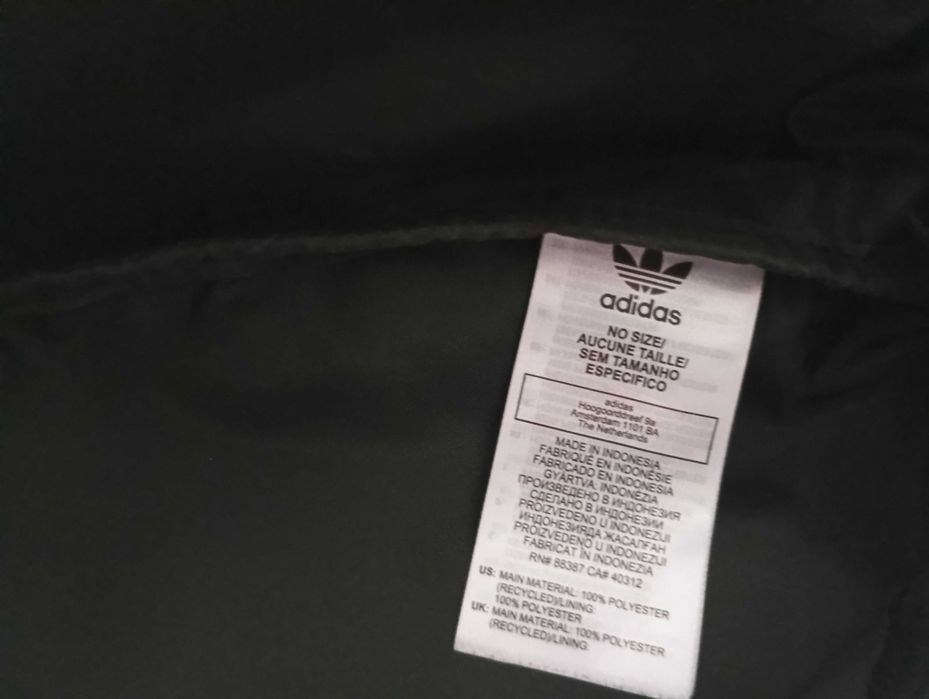 adidas
NO SIZE/
AUCUNE TAILLE/
SEM TAMANHO
ESPECIFICO
adidas
Hoogoorddreef 9a
Amsterdam 1101 BA
The Netherlands
MADE IN INDONESIA
FABRIQUÉ EN INDONÉSIE
FABRICADO EN INDONESIA
GYÁRTVA: INDONÉZIA
ПРОИЗВЕДЕНО В ИНДОНЕЗИЯ
СДЕЛАНО В ИНДОНЕЗИИ
PROIZVEDENO U INDONEZIJI
ИНДОНЕЗИЯДА ЖАСАЛҒАН
PROIZVEDENO U INDONEZIJI
FABRICAT ÎN INDONEZIA
RN# 88387 CA# 40312
US: MAIN MATERIAL: 100% POLYESTER
(RECYCLED)/LINING:
100% POLYESTER
UK: MAIN MATERIAL: 100% POLYESTER
(RECYCLED)/LINING: